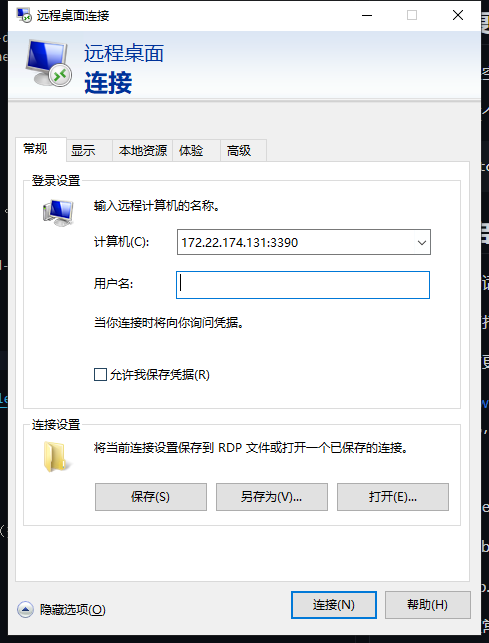 远程桌面连接
远程桌面
连接
常规 显示 本地资源 体验 高级
登录设置
输入远程计算机的名称。
计算机(C): 172.22.174.131:3390
用户名:
当你连接时将向你询问凭据。
允许我保存凭据(R)
连接设置
将当前连接设置保存到 RDP 文件或打开一个已保存的连接。
保存(S) 另存为(V)... 打开(E)...
隐藏选项(O) 连接(N) 帮助(H)